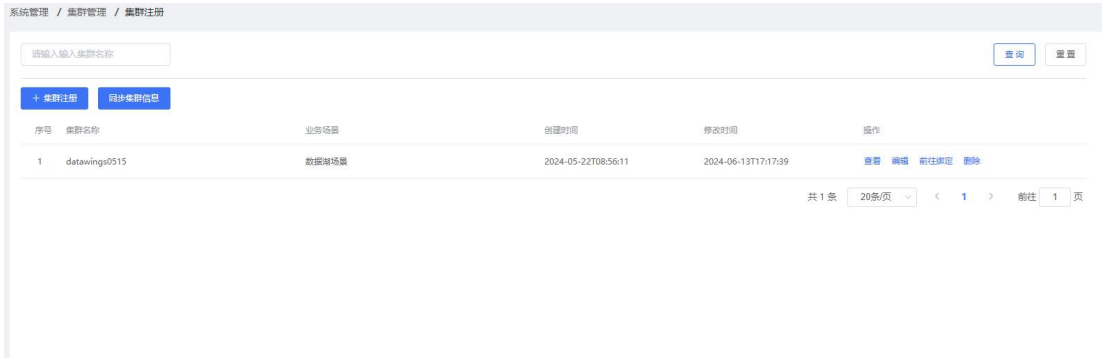 系统管理 / 集群管理 / 集群注册
请输入输入集群名称 查询 重置
+ 集群注册 同步集群信息
序号 集群名称 业务场景 创建时间 修改时间 操作
1 datawings0515 数据湖场景 2024-05-22T08:56:11 2024-06-13T17:17:39 查看 编辑 前往绑定 删除
共 1 条 20条/页 < 1 > 前往 1 页